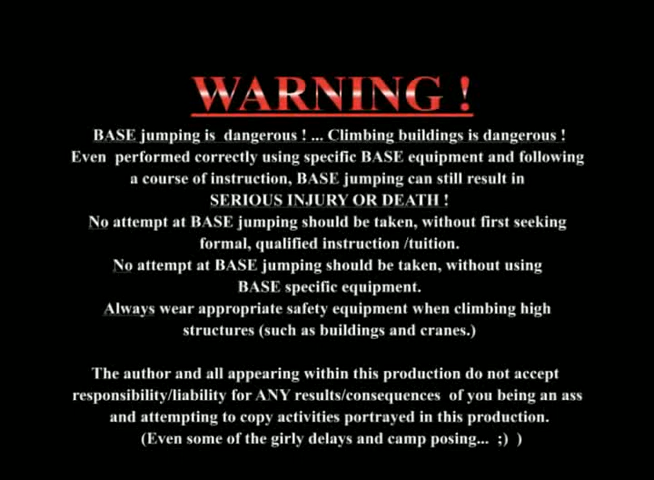 WARNING !
BASE jumping is  dangerous ! ... Climbing buildings is dangerous !
Even  performed correctly using specific BASE equipment and following
a course of instruction, BASE jumping can still result in
SERIOUS INJURY OR DEATH !
No attempt at BASE jumping should be taken, without first seeking
formal, qualified instruction /tuition.
No attempt at BASE jumping should be taken, without using
BASE specific equipment.
Always wear appropriate safety equipment when climbing high
structures (such as buildings and cranes.)
The author and all appearing within this production do not accept
responsibility/liability for ANY results/consequences  of you being an ass
and attempting to copy activities portrayed in this production.
(Even some of the girly delays and camp posing...  ;)  )